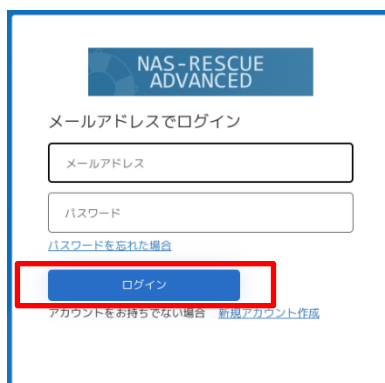 NAS-RESCUE
ADVANCED
メールアドレスでログイン
メールアドレス
パスワード
パスワードを忘れた場合
ログイン
アカウントをお持ちでない場合 新規アカウント作成